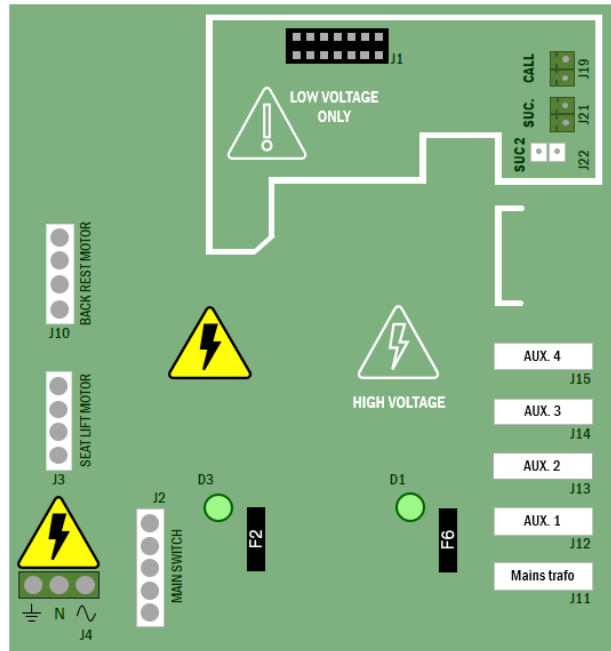 J1
CALL
J19
LOW VOLTAGE
ONLY
SUC.
J21
SUC2
J22
BACK REST MOTOR
J10
HIGH VOLTAGE
AUX. 4
J15
AUX. 3
J14
SEAT LIFT MOTOR
J3
AUX. 2
J13
D3
D1
J2
MAIN SWITCH
F2
F6
AUX. 1
J12
Mains trafo
J11
N
J4